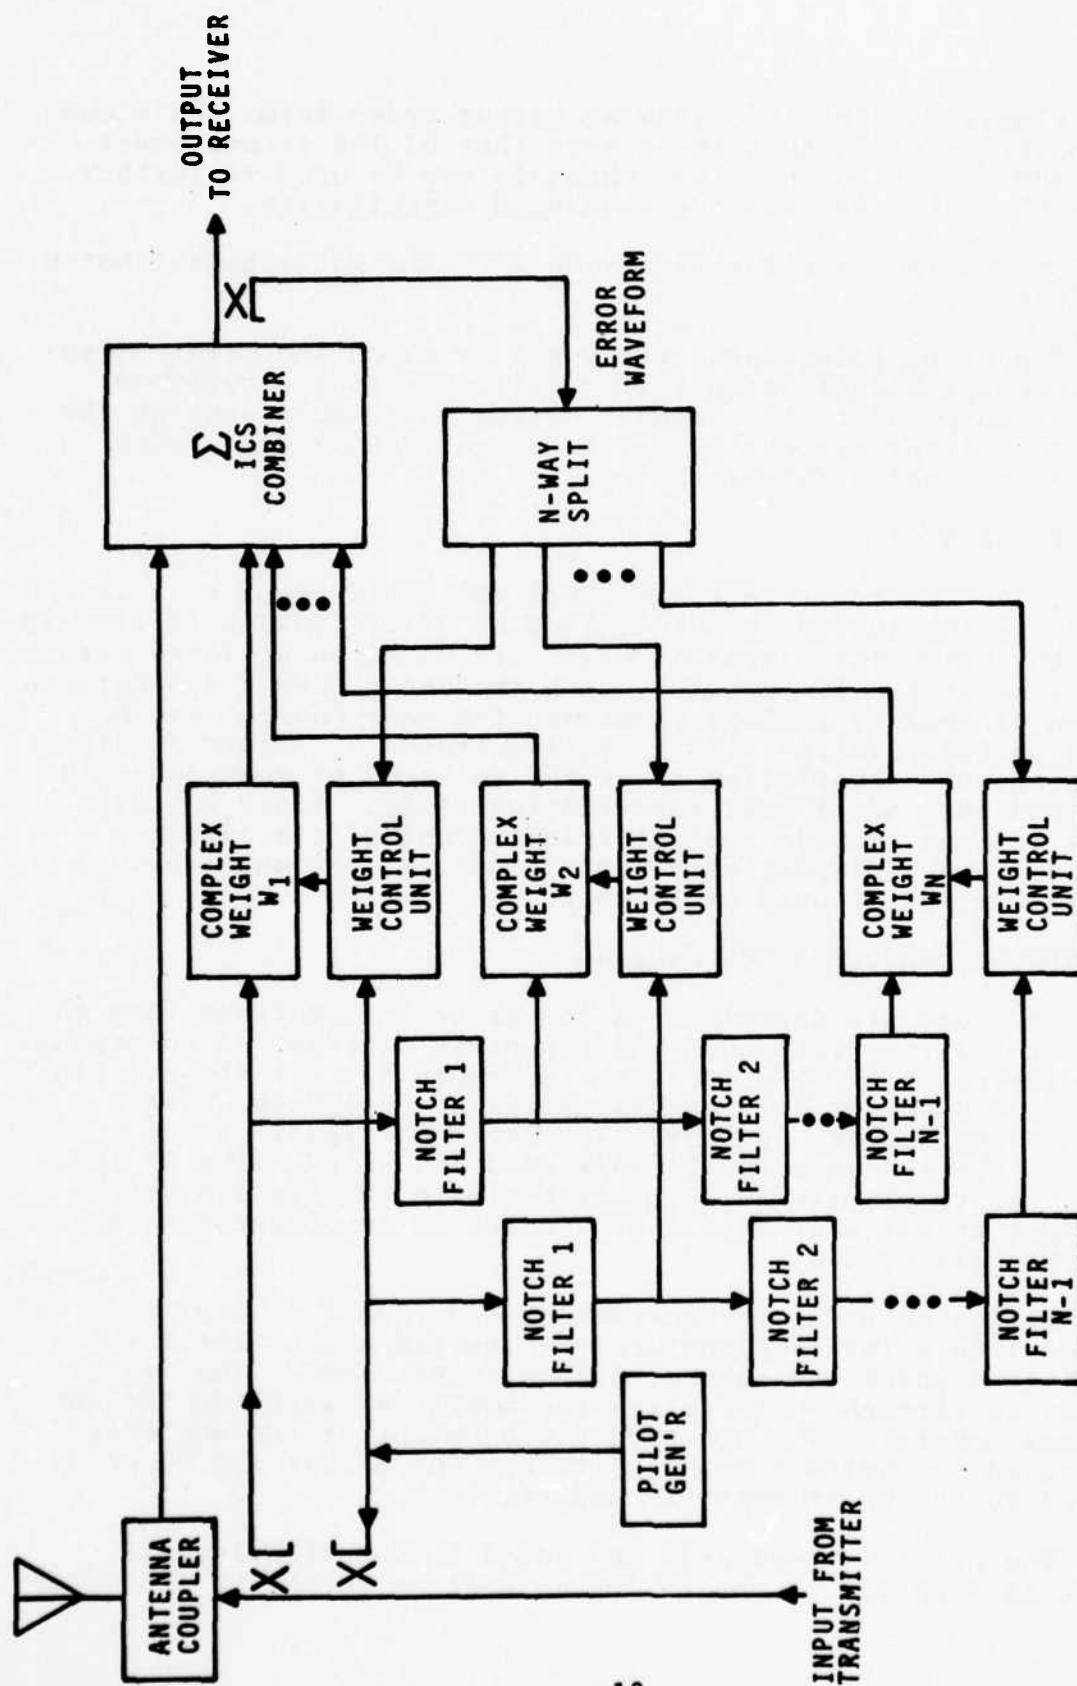 OUTPUT
TO RECEIVER
Σ
ICS
COMBINER
ERROR
WAVEFORM
N-WAY
SPLIT
COMPLEX
WEIGHT
W1
WEIGHT
CONTROL
UNIT
COMPLEX
WEIGHT
W2
WEIGHT
CONTROL
UNIT
COMPLEX
WEIGHT
WN
WEIGHT
CONTROL
UNIT
NOTCH
FILTER 1
NOTCH
FILTER 2
NOTCH
FILTER
N-1
NOTCH
FILTER 1
NOTCH
FILTER 2
NOTCH
FILTER
N-1
PILOT
GEN'R
ANTENNA
COUPLER
INPUT FROM
TRANSMITTER